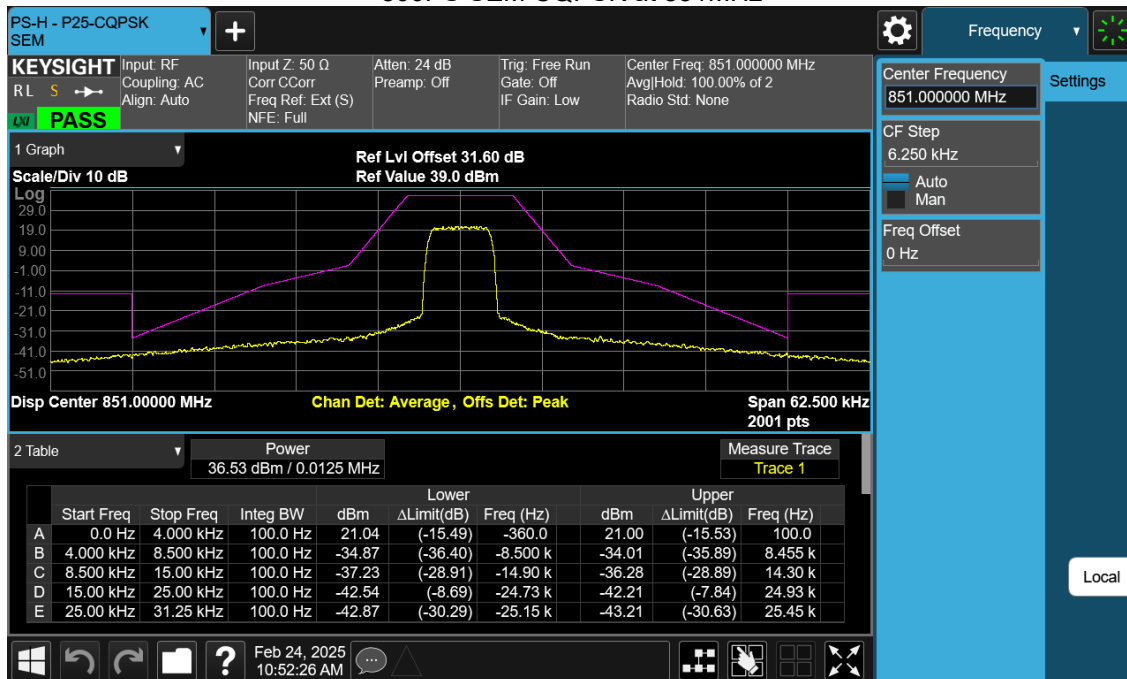 PS-H - P25-CQPSK
SEM
Frequency
KEYSIGHT
RL S
LXI
PASS
Input: RF
Coupling: AC
Align: Auto
Input Z: 50 Ω
Corr CCorr
Freq Ref: Ext (S)
NFE: Full
Atten: 24 dB
Preamp: Off
Trig: Free Run
Gate: Off
IF Gain: Low
Center Freq: 851.000000 MHz
Avg|Hold: 100.00% of 2
Radio Std: None
Center Frequency
851.000000 MHz
Settings
CF Step
6.250 kHz
Auto
Man
Freq Offset
0 Hz
Local
1 Graph
Scale/Div 10 dB
Ref Lvl Offset 31.60 dB
Ref Value 39.0 dBm
Log
29.0
19.0
9.00
-1.00
-11.0
-21.0
-31.0
-41.0
-51.0
Disp Center 851.00000 MHz Chan Det: Average, Offs Det: Peak Span 62.500 kHz
2001 pts
2 Table
Power
36.53 dBm / 0.0125 MHz
Measure Trace
Trace 1
Lower Upper
Start Freq Stop Freq Integ BW dBm ΔLimit(dB) Freq (Hz) dBm ΔLimit(dB) Freq (Hz)
A 0.0 Hz 4.000 kHz 100.0 Hz 21.04 (-15.49) -360.0 21.00 (-15.53) 100.0
B 4.000 kHz 8.500 kHz 100.0 Hz -34.87 (-36.40) -8.500 k -34.01 (-35.89) 8.455 k
C 8.500 kHz 15.00 kHz 100.0 Hz -37.23 (-28.91) -14.90 k -36.28 (-28.89) 14.30 k
D 15.00 kHz 25.00 kHz 100.0 Hz -42.54 (-8.69) -24.73 k -42.21 (-7.84) 24.93 k
E 25.00 kHz 31.25 kHz 100.0 Hz -42.87 (-30.29) -25.15 k -43.21 (-30.63) 25.45 k
Feb 24, 2025
10:52:26 AM